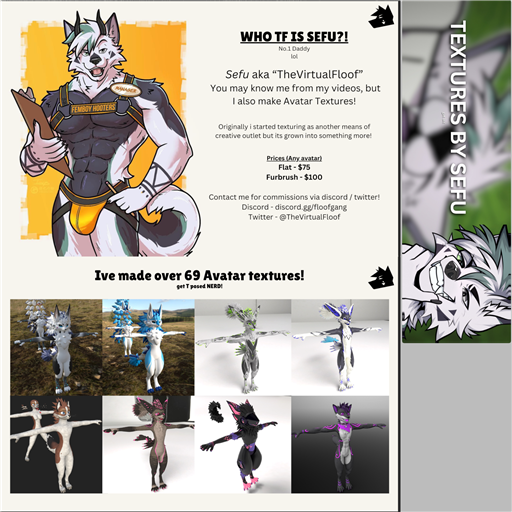 WHO TF IS SEFU?!
No.1 Daddy
lol
Sefu aka “TheVirtualFloof”
You may know me from my videos, but
I also make Avatar Textures!
Originally i started texturing as another means of
creative outlet but its grown into something more!
Prices (Any avatar)
Flat - $75
Furbrush - $100
Contact me for commissions via discord / twitter!
Discord - discord.gg/floofgang
Twitter - @TheVirtualFloof
MANAGER
FEMBOY HOOTERS
Ive made over 69 Avatar textures!
get T posed NERD!
TEXTURES BY SEFU